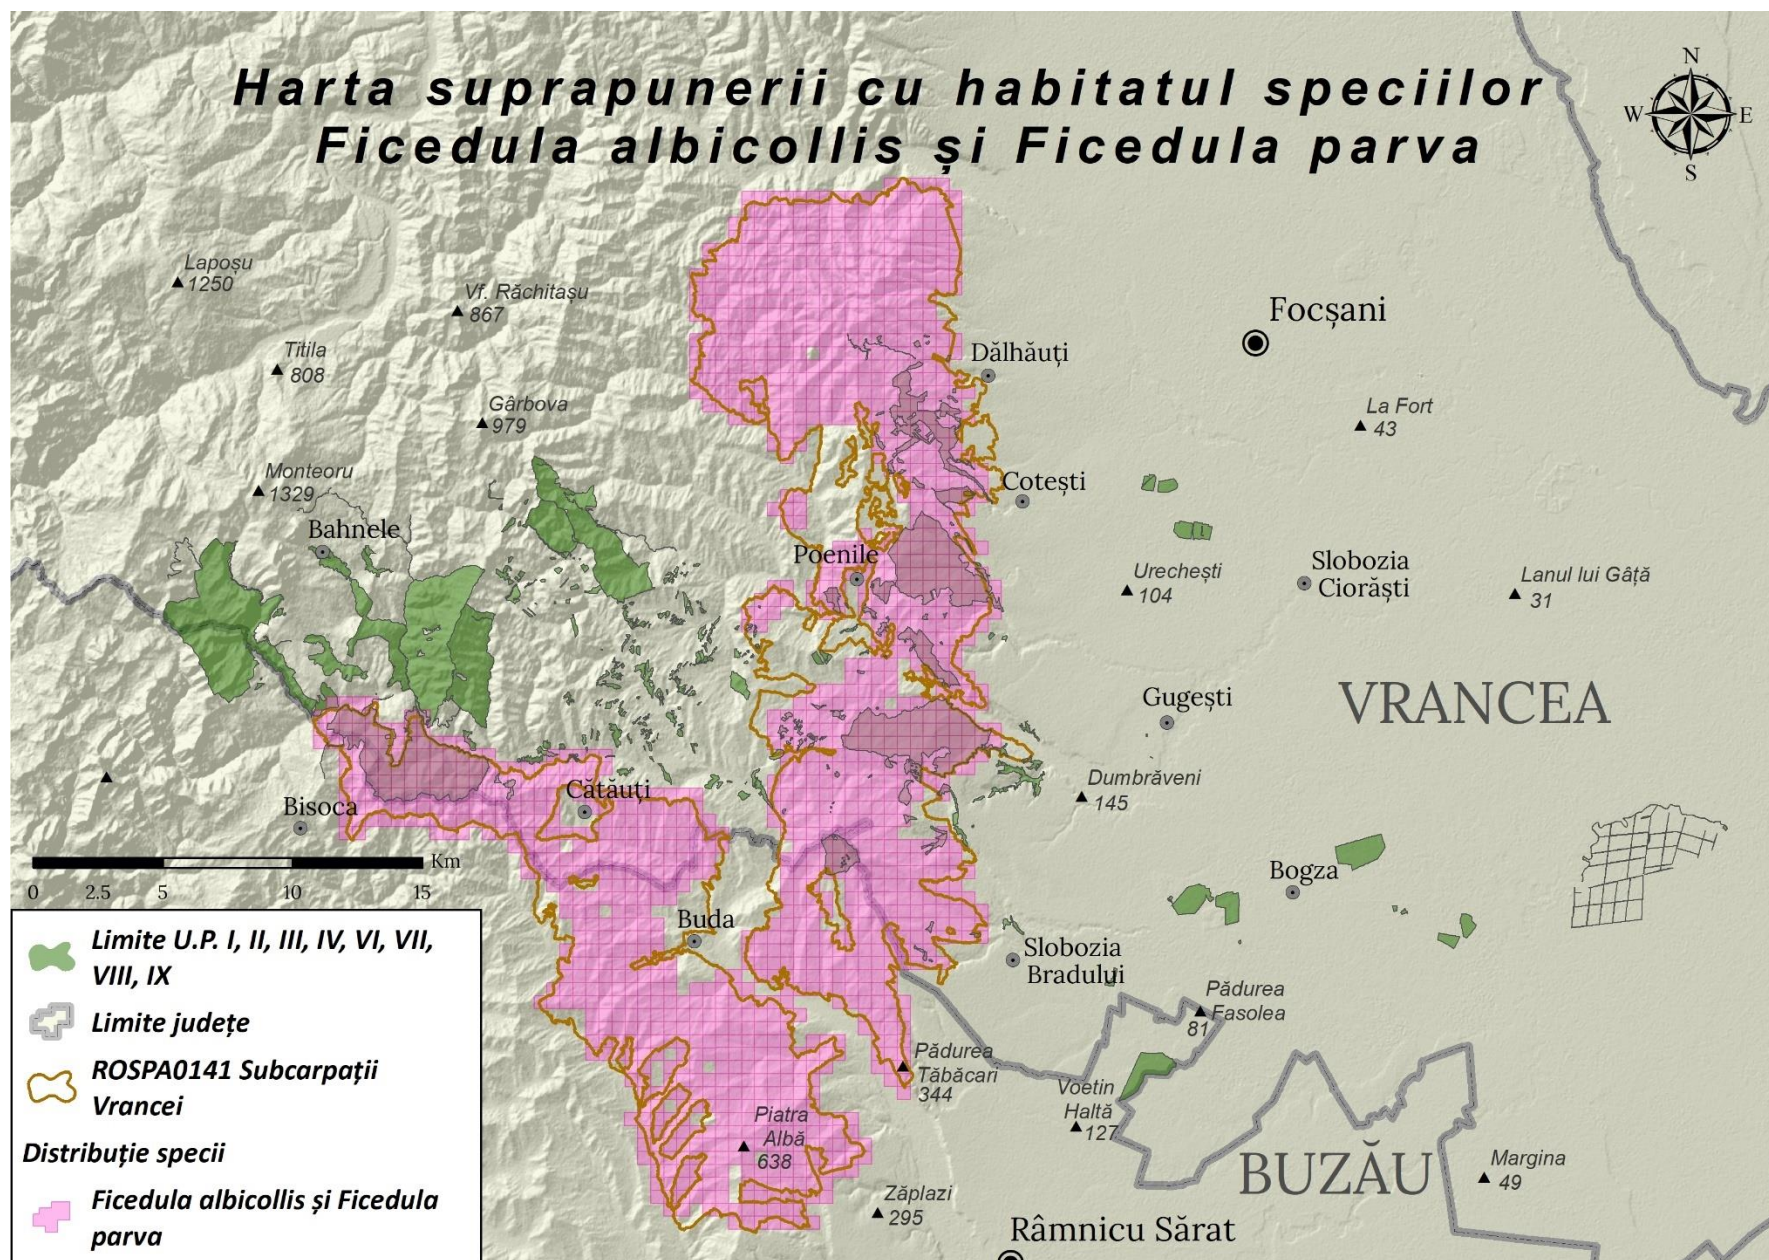 Harta suprapunerii cu habitatul speciilor
Ficedula albicollis și Ficedula parva
N
W
E
S
Lapoșu
1250
Vf. Răchitașu
867
Focșani
Titila
808
Dălhăuți
Gârbova
979
La Fort
43
Monteoru
1329
Cotești
Bahnele
Poenile
Urechești
104
Slobozia
Ciorăști
Lanul lui Gâță
31
VRANCEA
Gugești
Dumbrăveni
145
Cătăuți
Bisoca
Km
0
2.5
5
10
15
Bogza
Buda
Slobozia
Bradului
Pădurea
Fasolea
81
Pădurea
Tăbăcari
344
Voetin
Haltă
127
Piatra
Albă
638
BUZĂU
Margina
49
Zăplazi
295
Râmnicu Sărat
Limite U.P. I, II, III, IV, VI, VII,
VIII, IX
Limite județe
ROSPA0141 Subcarpații
Vrancei
Distribuție specii
Ficedula albicollis și Ficedula
parva